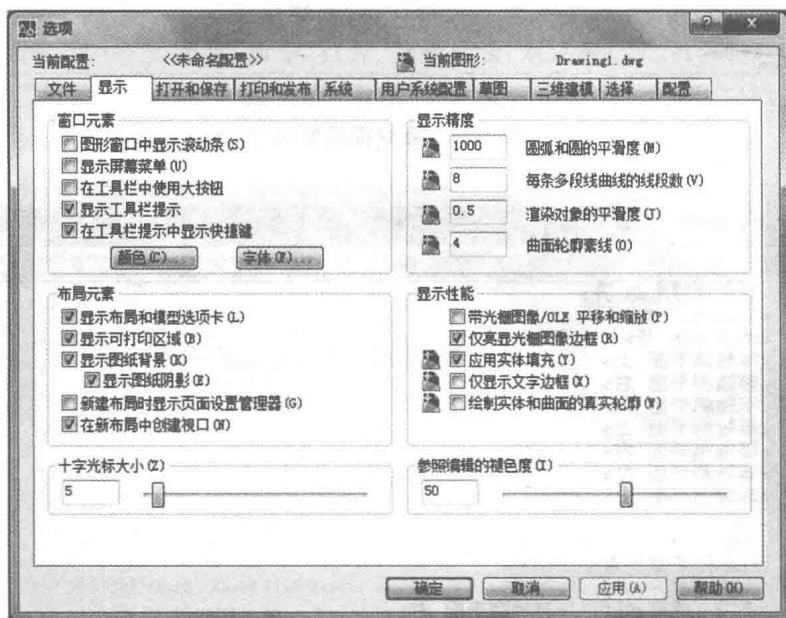 选项
当前配置: <<未命名配置>> 当前图形: Drawing1.dwg
文件 显示 打开和保存 打印和发布 系统 用户系统配置 草图 三维建模 选择 配置
窗口元素
图形窗口中显示滚动条(S)
显示屏幕菜单(U)
在工具栏中使用大按钮
显示工具栏提示
在工具栏提示中显示快捷键
颜色(C)... 字体(F)...
显示精度
1000 圆弧和圆的平滑度(M)
8 每条多段线曲线的线段数(V)
0.5 渲染对象的平滑度(J)
4 曲面轮廓素线(O)
布局元素
显示布局和模型选项卡(L)
显示可打印区域(B)
显示图纸背景(K)
显示图纸阴影(E)
新建布局时显示页面设置管理器(G)
在新布局中创建视口(N)
显示性能
带光栅图像/OLE 平移和缩放(P)
仅亮显光栅图像边框(R)
应用实体填充(Y)
仅显示文字边框(X)
绘制实体和曲面的真实轮廓(W)
十字光标大小(Z)
5
参照编辑的褪色度(I)
50
确定 取消 应用(A) 帮助(H)